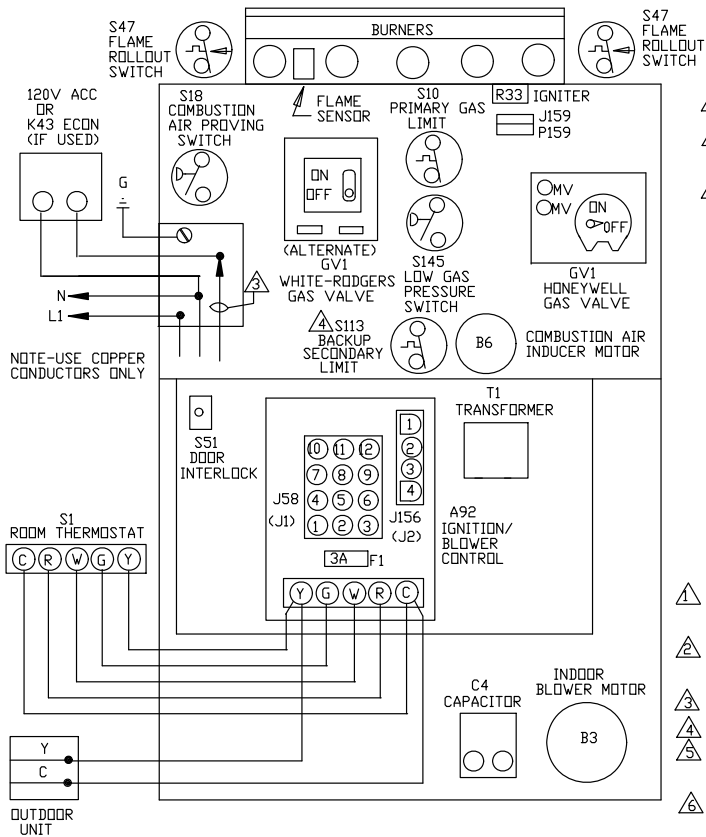 S47
FLAME
ROLLOUT
SWITCH
BURNERS
S47
FLAME
ROLLOUT
SWITCH
120V ACC
OR
K43 ECON
(IF USED)
S18
COMBUSTION
AIR PROVING
SWITCH
FLAME
SENSOR
S10
PRIMARY GAS
LIMIT
R33 IGNITER
J159
P159
G
ON
OFF
MV
MV
ON
OFF
(ALTERNATE)
GV1
WHITE-RODGERS
GAS VALVE
S145
LOW GAS
PRESSURE
SWITCH
GV1
HONEYWELL
GAS VALVE
3
N
L1
4 S113
BACKUP
SECONDARY
LIMIT
B6
COMBUSTION AIR
INDUCER MOTOR
NOTE-USE COPPER
CONDUCTORS ONLY
T1
TRANSFORMER
S51
DOOR
INTERLOCK
10 11 12
7 8 9
4 5 6
1 2 3
J58
(J1)
1
2
3
4
J156
(J2)
A92
IGNITION/
BLOWER
CONTROL
3A F1
S1
ROOM THERMOSTAT
C R W G Y
Y G W R C
C4
CAPACITOR
INDOOR
BLOWER MOTOR
B3
Y
C
OUTDOOR
UNIT
1
2
3
4
5
6